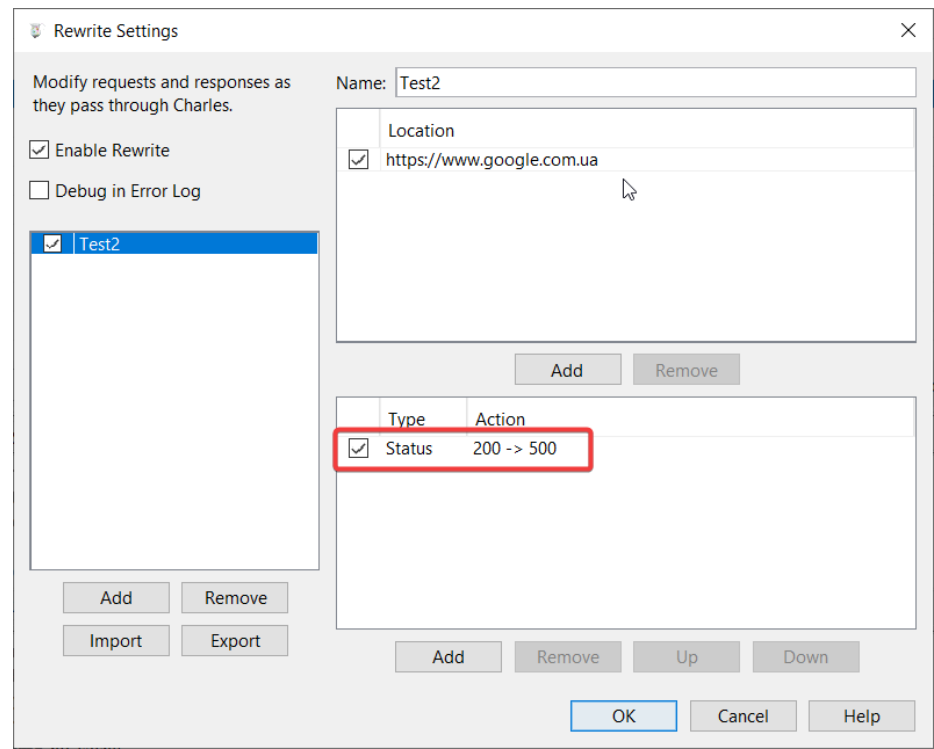 Rewrite Settings
Modify requests and responses as
they pass through Charles.
Enable Rewrite
Debug in Error Log
Test2
Add Remove
Import Export
Name: Test2
Location
https://www.google.com.ua
Add Remove
Type Action
Status 200 -> 500
Add Remove Up Down
OK Cancel Help